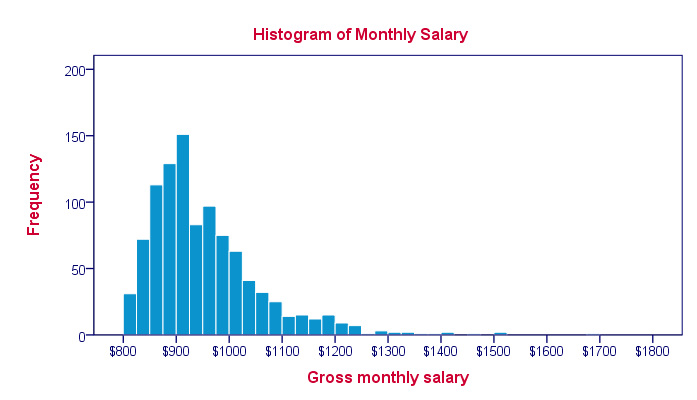 Histogram of Monthly Salary
200
150
100
50
0
Frequency
$800 $900 $1000 $1100 $1200 $1300 $1400 $1500 $1600 $1700 $1800
Gross monthly salary